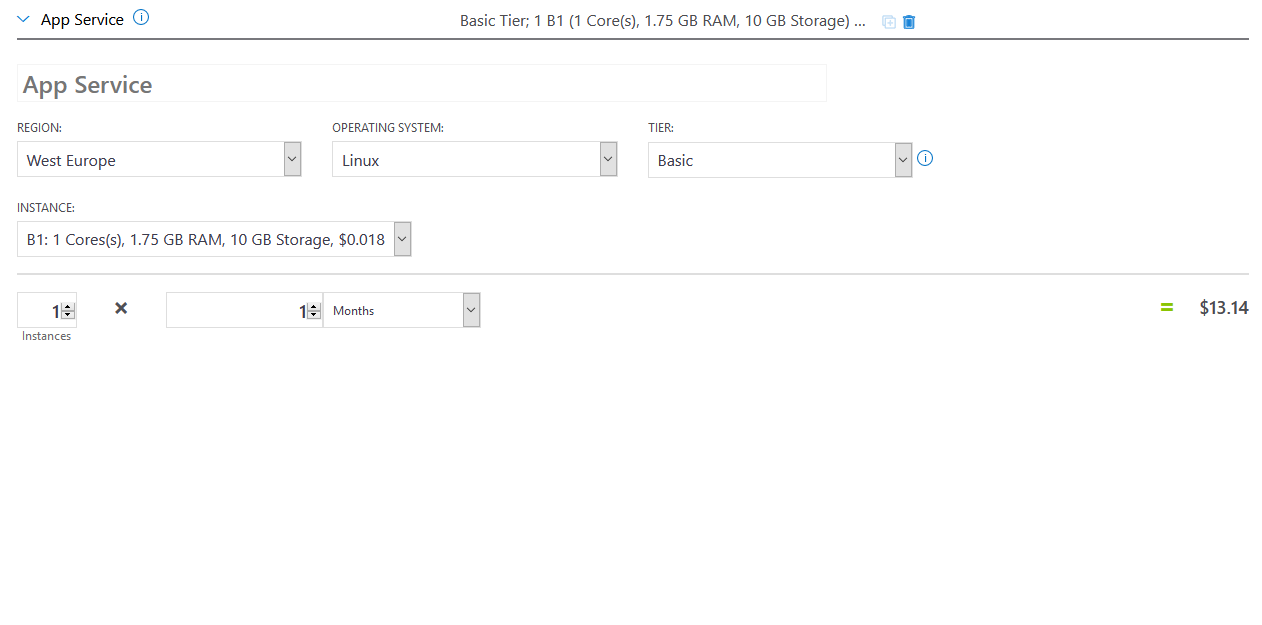 App Service
Basic Tier; 1 B1 (1 Core(s), 1.75 GB RAM, 10 GB Storage) ...
App Service
REGION: OPERATING SYSTEM: TIER:
West Europe Linux Basic
INSTANCE:
B1: 1 Cores(s), 1.75 GB RAM, 10 GB Storage, $0.018
1 × 1 Months = $13.14
Instances